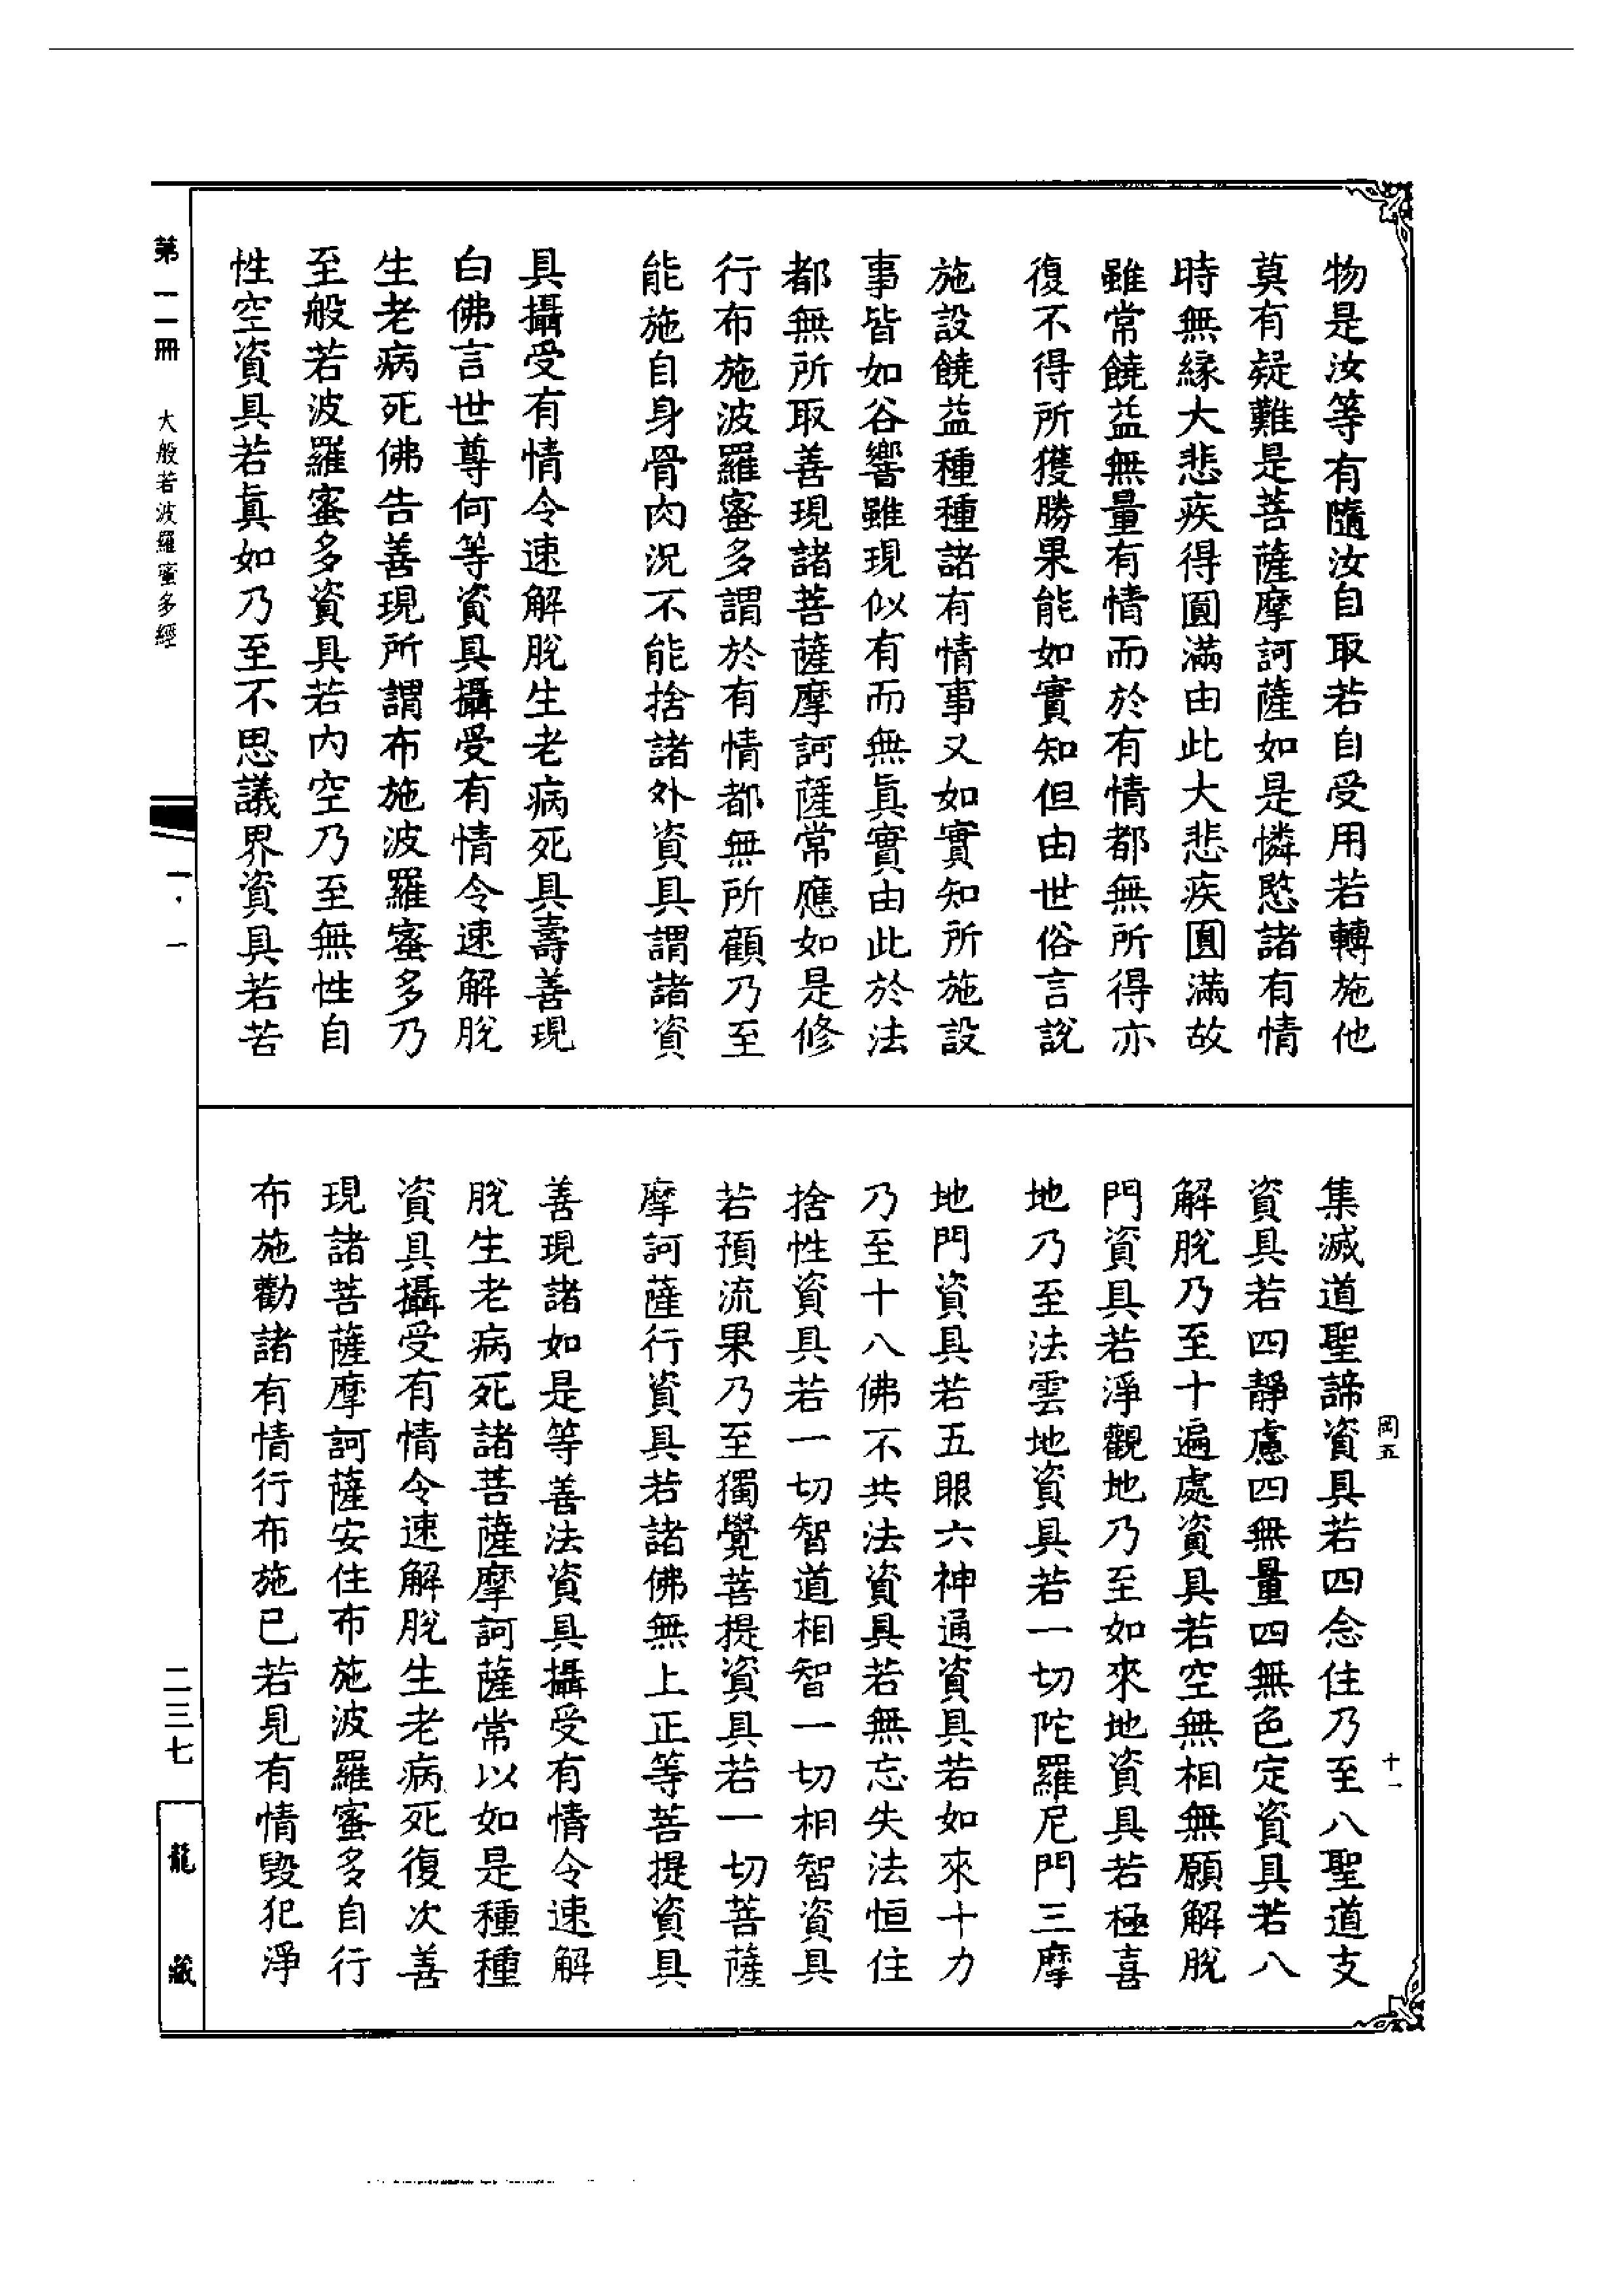 物是汝等有隨汝自取若自受用若轉施他
莫有疑難是菩薩摩訶薩如是憐愍諸有情
時無緣大悲疾得圓滿由此大悲疾圓滿故
雖常饒益無量有情而於有情都無所得亦
復不得所獲勝果能如實知但由世俗言說
施設饒益種種諸有情事又如實知所施設
事皆如谷響雖現似有而無眞實由此於法
都無所取善現諸菩薩摩訶薩常應如是修
行布施波羅蜜多謂於有情都無所顧乃至
能施自身骨肉況不能捨諸外資具謂諸資
具攝受有情令速解脫生老病死具壽善現
白佛言世尊何等資具攝受有情令速解脫
生老病死佛告善現所謂布施波羅蜜多乃
至般若波羅蜜多資具若內空乃至無性自
性空資具若眞如乃至不思議界資具若苦
集滅道聖諦資具若四念住乃至八聖道支
資具若四靜慮四無量四無色定資具若八
解脫乃至十遍處資具若空無相無願解脫
門資具若淨觀地乃至如來地資具若極喜
地乃至法雲地資具若一切陀羅尼門三摩
地門資具若五眼六神通資具若如來十力
乃至十八佛不共法資具若無忘失法恒住
捨性資具若一切智道相智一切相智資具
若預流果乃至獨覺菩提資具若一切菩薩
摩訶薩行資具若諸佛無上正等菩提資具
善現諸如是等善法資具攝受有情令速解
脫生老病死諸菩薩摩訶薩常以如是種種
資具攝受有情令速解脫生老病死復次善
現諸菩薩摩訶薩安住布施波羅蜜多自行
布施勸諸有情行布施已若見有情毀犯淨
岡五
十一
第一一冊
大般若波羅蜜多經
一·一
二三七
龍藏